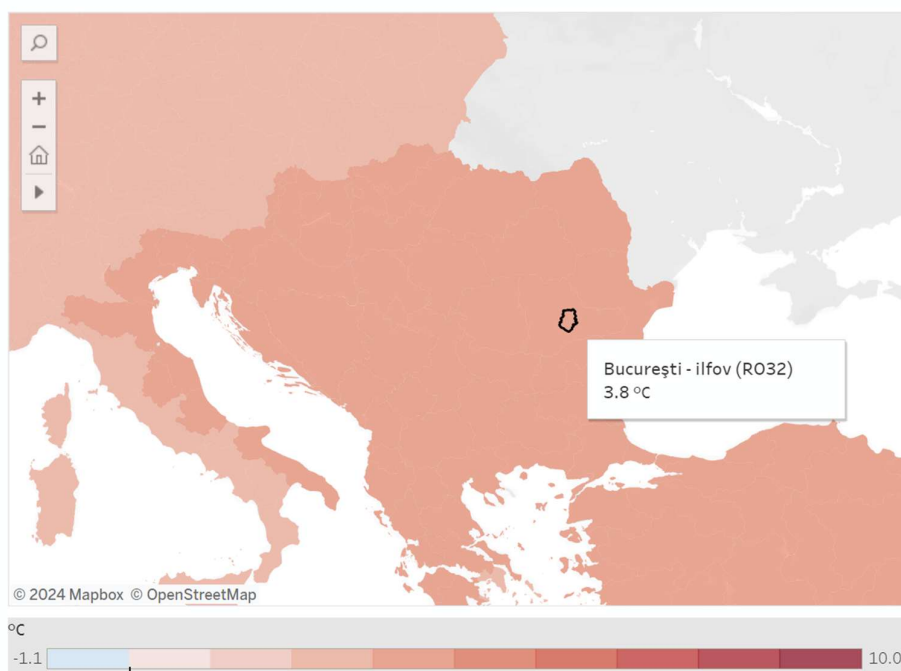 București - ilfov (RO32)
3.8 ºC
© 2024 Mapbox © OpenStreetMap
ºC
-1.1 10.0